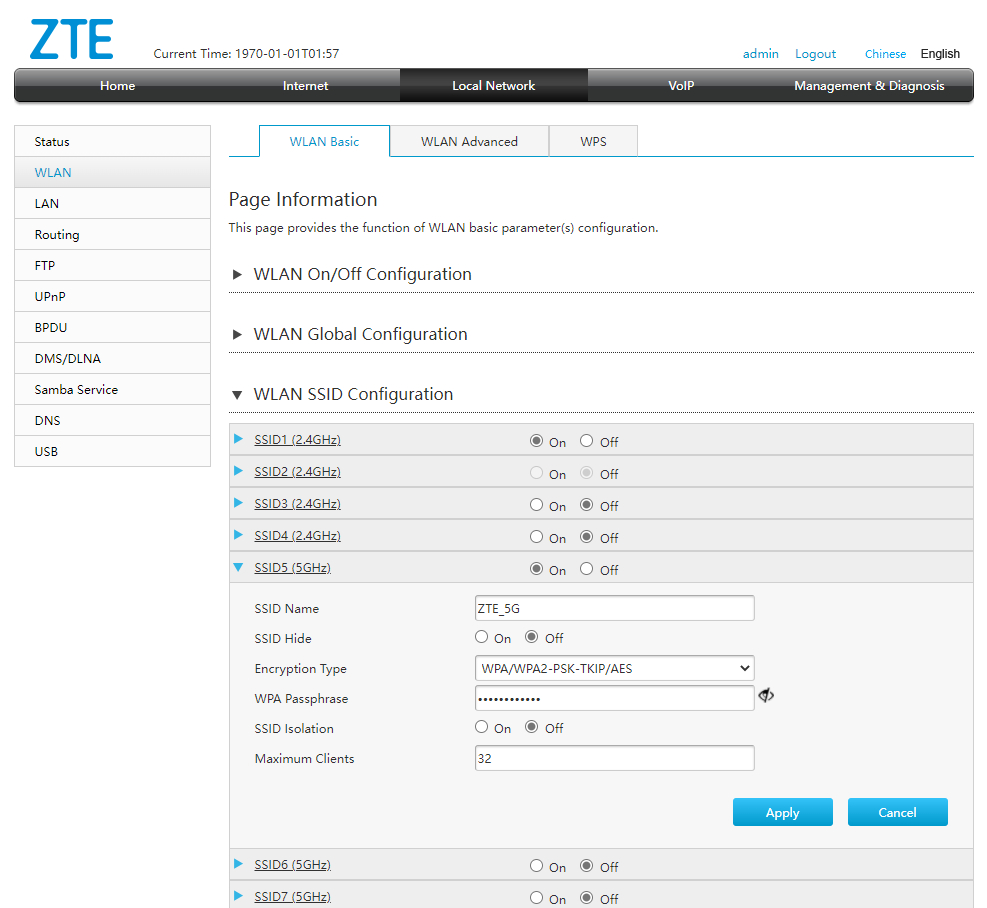 ZTE
Current Time: 1970-01-01T01:57
admin Logout Chinese English
Home Internet Local Network VoIP Management & Diagnosis
Status
WLAN
LAN
Routing
FTP
UPnP
BPDU
DMS/DLNA
Samba Service
DNS
USB
WLAN Basic WLAN Advanced WPS
Page Information
This page provides the function of WLAN basic parameter(s) configuration.
WLAN On/Off Configuration
WLAN Global Configuration
WLAN SSID Configuration
SSID1 (2.4GHz) On Off
SSID2 (2.4GHz) On Off
SSID3 (2.4GHz) On Off
SSID4 (2.4GHz) On Off
SSID5 (5GHz) On Off
SSID Name ZTE_5G
SSID Hide On Off
Encryption Type WPA/WPA2-PSK-TKIP/AES
WPA Passphrase ••••••••••••
SSID Isolation On Off
Maximum Clients 32
Apply Cancel
SSID6 (5GHz) On Off
SSID7 (5GHz) On Off